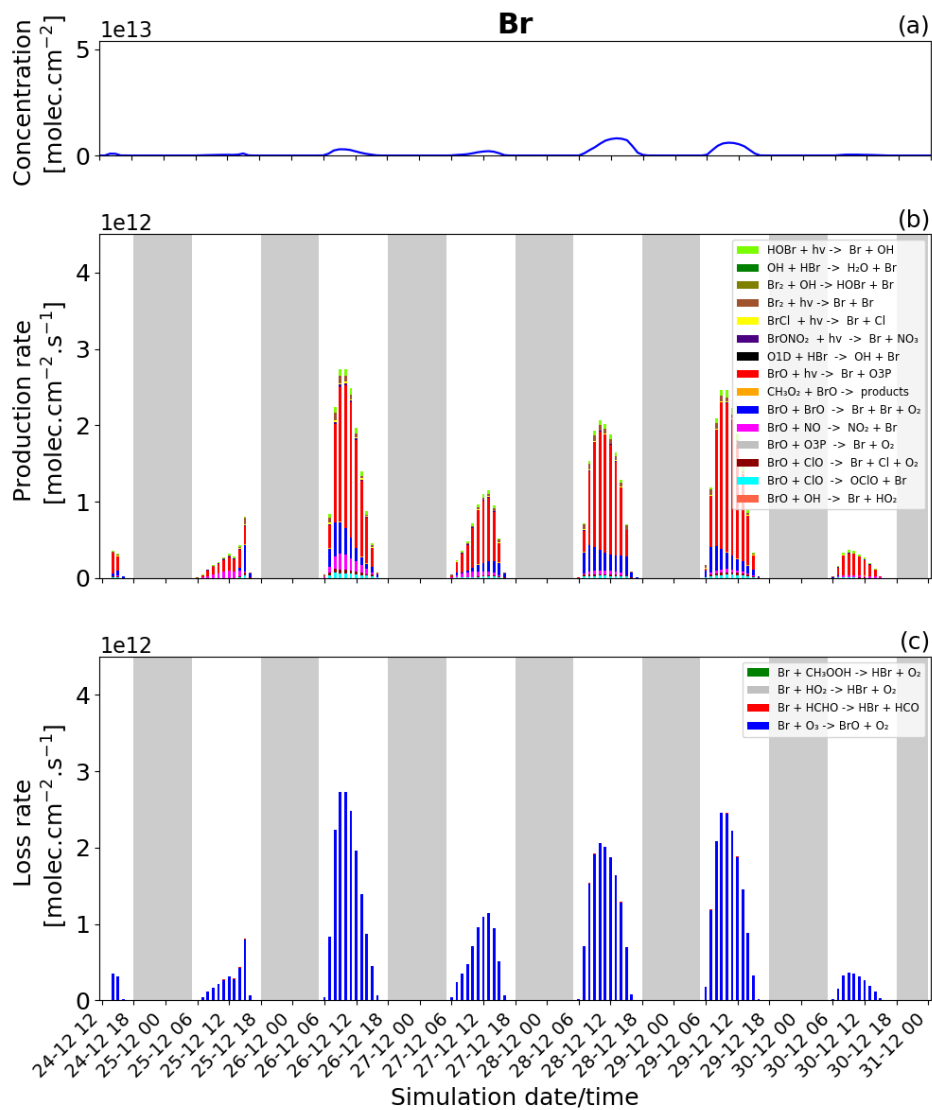 Br
(a)
1e13
5
0
Concentration
[molec.cm⁻²]
(b)
1e12
4
3
2
1
0
Production rate
[molec.cm⁻².s⁻¹]
HOBr + hv -> Br + OH
OH + HBr -> H₂O + Br
Br₂ + OH -> HOBr + Br
Br₂ + hv -> Br + Br
BrCl + hv -> Br + Cl
BrONO₂ + hv -> Br + NO₃
O1D + HBr -> OH + Br
BrO + hv -> Br + O3P
CH₃O₂ + BrO -> products
BrO + BrO -> Br + Br + O₂
BrO + NO -> NO₂ + Br
BrO + O3P -> Br + O₂
BrO + ClO -> Br + Cl + O₂
BrO + ClO -> OClO + Br
BrO + OH -> Br + HO₂
(c)
1e12
4
3
2
1
0
Loss rate
[molec.cm⁻².s⁻¹]
Br + CH₃OOH -> HBr + O₂
Br + HO₂ -> HBr + O₂
Br + HCHO -> HBr + HCO
Br + O₃ -> BrO + O₂
24-12 12
24-12 18
25-12 00
25-12 06
25-12 12
25-12 18
26-12 00
26-12 06
26-12 12
26-12 18
27-12 00
27-12 06
27-12 12
27-12 18
28-12 00
28-12 06
28-12 12
28-12 18
29-12 00
29-12 06
29-12 12
29-12 18
30-12 00
30-12 06
30-12 12
30-12 18
31-12 00
Simulation date/time